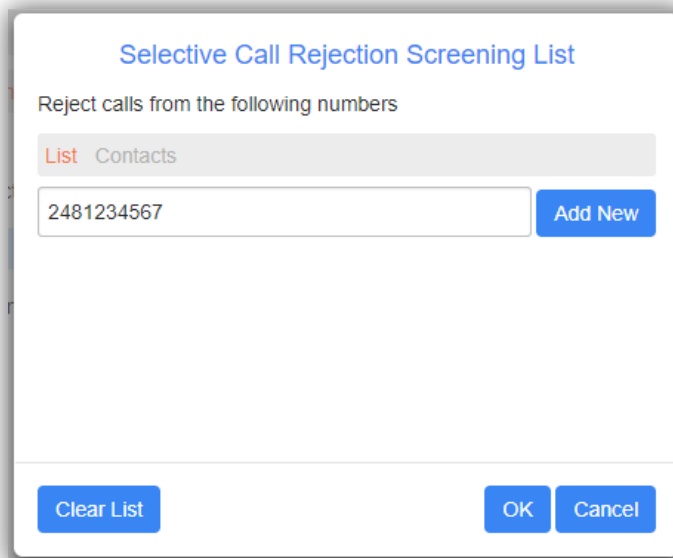 Selective Call Rejection Screening List
Reject calls from the following numbers
List Contacts
2481234567 Add New
Clear List OK Cancel